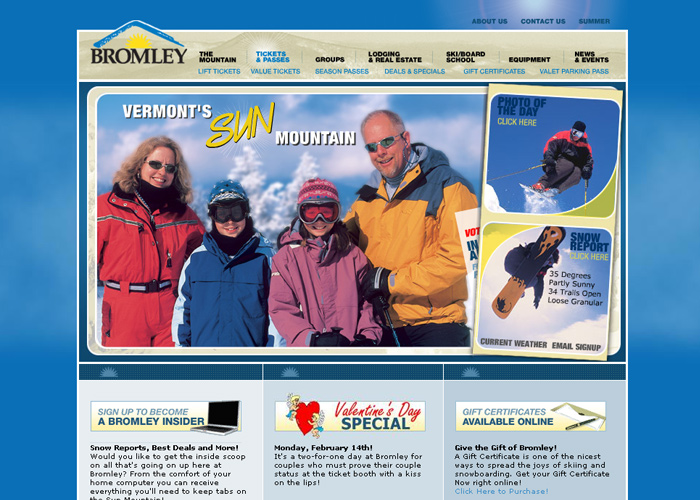 ABOUT US CONTACT US SUMMER
BROMLEY
THE MOUNTAIN
TICKETS & PASSES
GROUPS
LODGING & REAL ESTATE
SKI/BOARD SCHOOL
EQUIPMENT
NEWS & EVENTS
LIFT TICKETS VALUE TICKETS SEASON PASSES DEALS & SPECIALS GIFT CERTIFICATES VALET PARKING PASS
VERMONT'S
SUN
MOUNTAIN
PHOTO OF
THE DAY
CLICK HERE
SNOW
REPORT
CLICK HERE
35 Degrees
Partly Sunny
34 Trails Open
Loose Granular
CURRENT WEATHER EMAIL SIGNUP
SIGN UP TO BECOME
A BROMLEY INSIDER
Snow Reports, Best Deals and More!
Would you like to get the inside scoop
on all that's going on up here at
Bromley? From the comfort of your
home computer you can receive
everything you'll need to keep tabs on
the Sun Mountain!
Valentine's Day
SPECIAL
Monday, February 14th!
It's a two-for-one day at Bromley for
couples who must prove their couple
status at the ticket booth with a kiss
on the lips!
GIFT CERTIFICATES
AVAILABLE ONLINE
Give the Gift of Bromley!
A Gift Certificate is one of the nicest
ways to spread the joys of skiing and
snowboarding. Get your Gift Certificate
Now right online!
Click Here to Purchase!